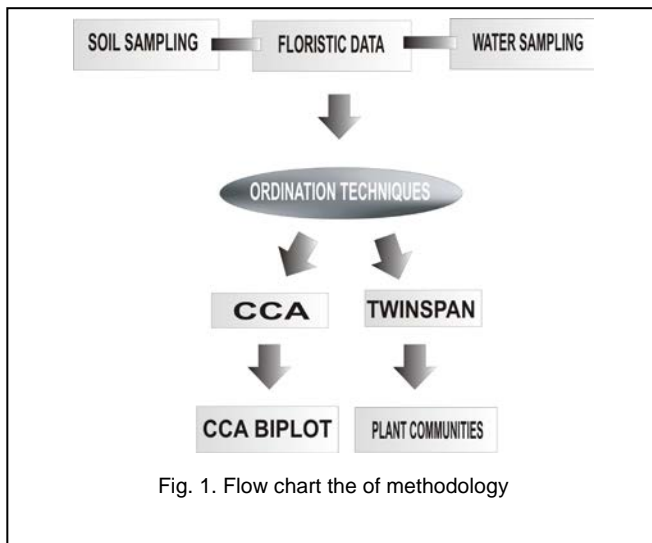 SOIL SAMPLING FLORISTIC DATA WATER SAMPLING
ORDINATION TECHNIQUES
CCA TWINSPAN
CCA BIPLOT PLANT COMMUNITIES
Fig. 1. Flow chart the of methodology